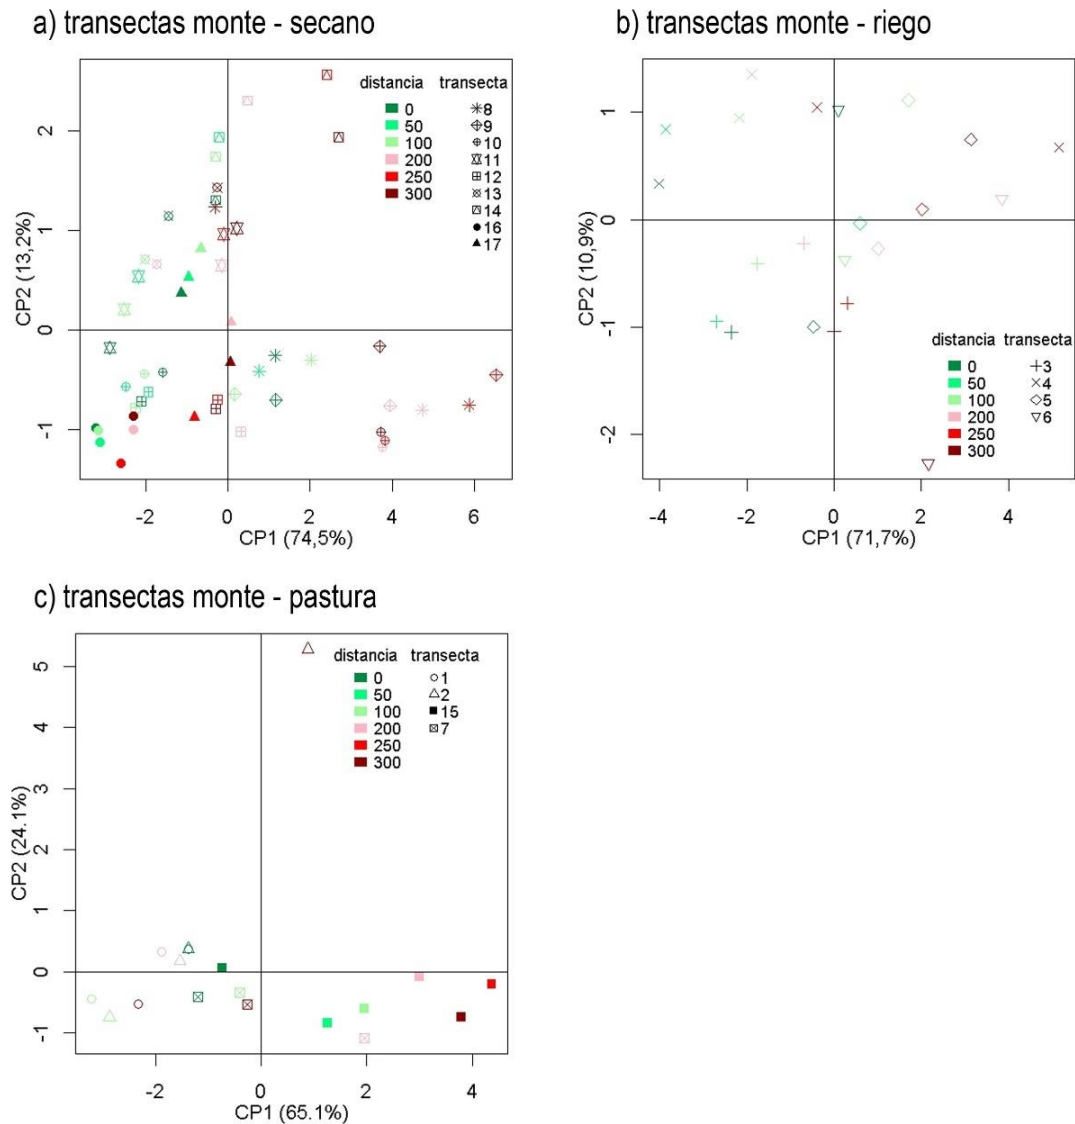 a) transectas monte - secano
distancia transecta
0 8
50 9
100 10
200 11
250 12
300 13
14
16
17
CP2 (13,2%)
2
1
0
-1
-2 0 2 4 6
CP1 (74,5%)
b) transectas monte - riego
CP2 (10,9%)
1
0
-1
-2
distancia transecta
0 3
50 4
100 5
200 6
250
300
-4 -2 0 2 4
CP1 (71,7%)
c) transectas monte - pastura
distancia transecta
0 1
50 2
100 15
200 7
250
300
CP2 (24.1%)
5
4
3
2
1
0
-1
-2 0 2 4
CP1 (65.1%)